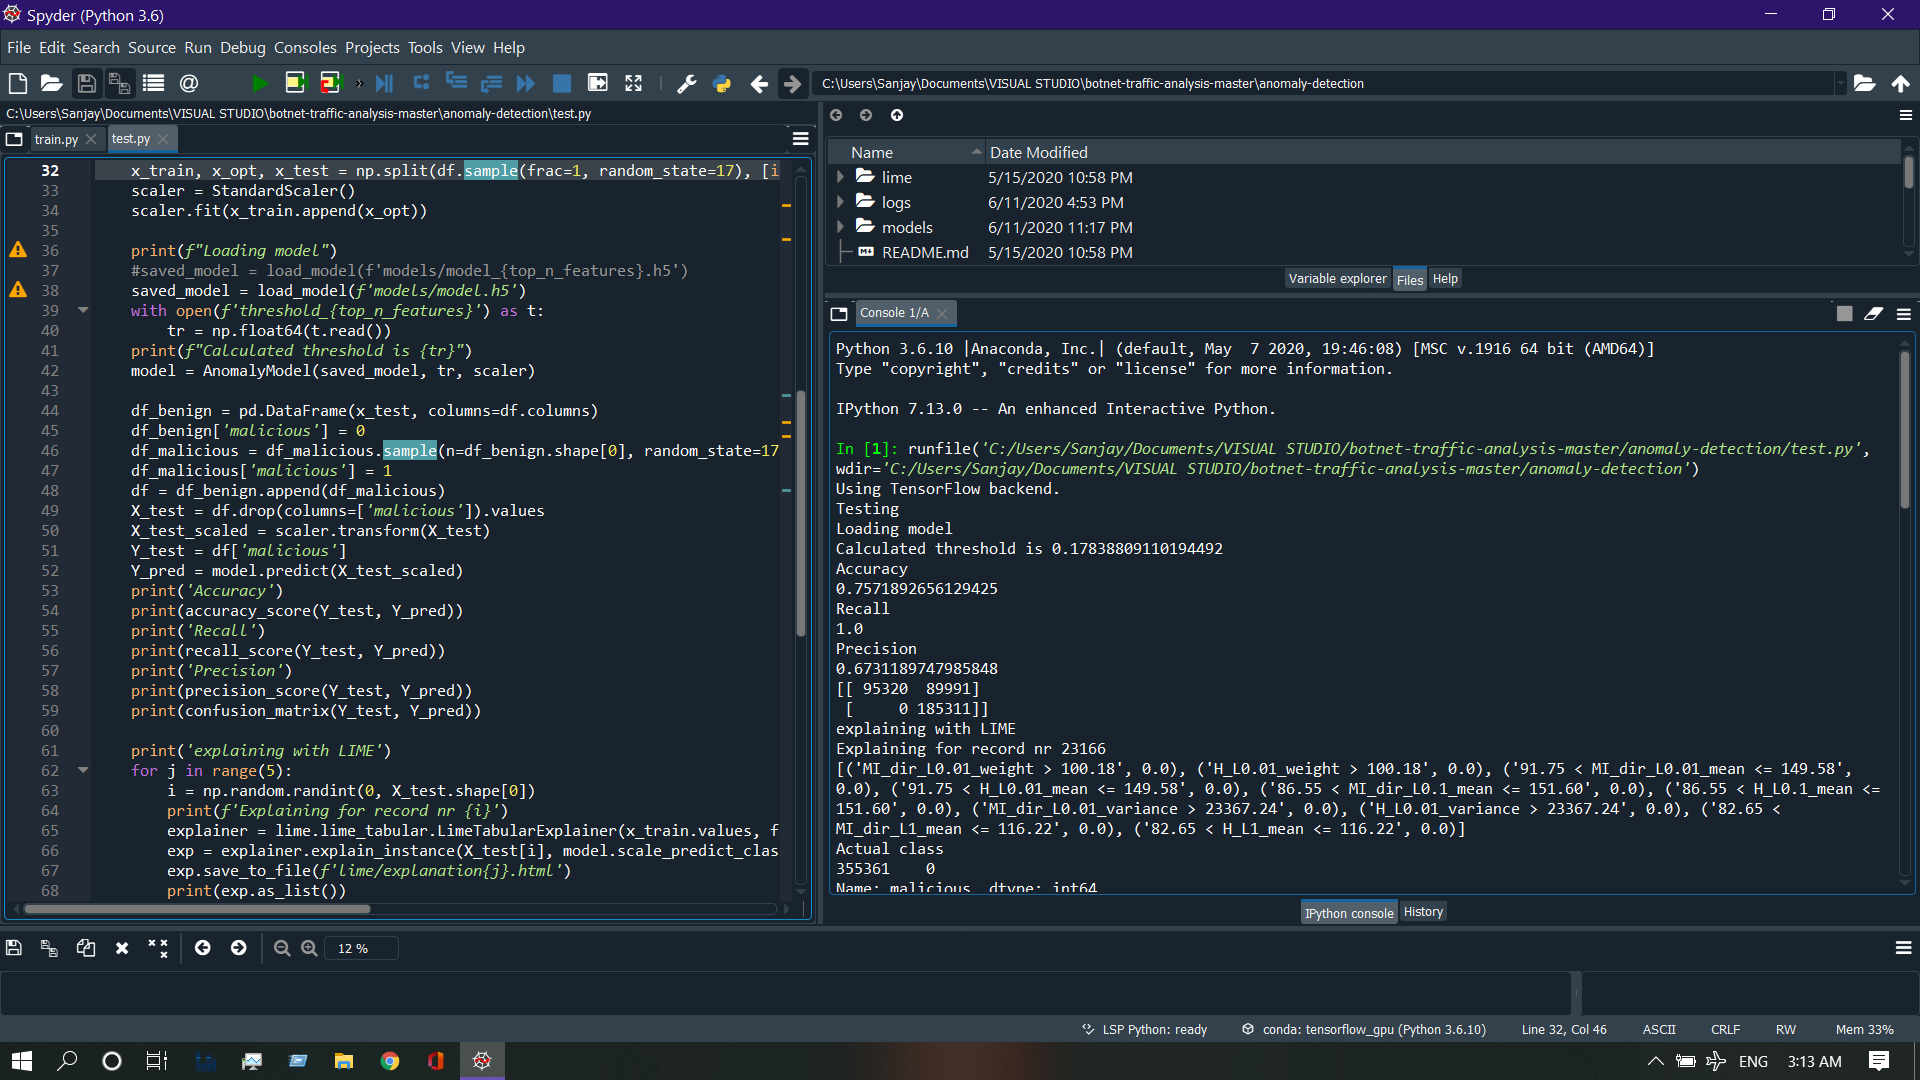 Spyder (Python 3.6)
File Edit Search Source Run Debug Consoles Projects Tools View Help
C:\Users\Sanjay\Documents\VISUAL STUDIO\botnet-traffic-analysis-master\anomaly-detection
C:\Users\Sanjay\Documents\VISUAL STUDIO\botnet-traffic-analysis-master\anomaly-detection\test.py
train.py
test.py
32 x_train, x_opt, x_test = np.split(df.sample(frac=1, random_state=17), [i
33 scaler = StandardScaler()
34 scaler.fit(x_train.append(x_opt))
35
36 print(f"Loading model")
37 #saved_model = load_model(f'models/model_{top_n_features}.h5')
38 saved_model = load_model(f'models/model.h5')
39 with open(f'threshold_{top_n_features}') as t:
40 tr = np.float64(t.read())
41 print(f"Calculated threshold is {tr}")
42 model = AnomalyModel(saved_model, tr, scaler)
43
44 df_benign = pd.DataFrame(x_test, columns=df.columns)
45 df_benign['malicious'] = 0
46 df_malicious = df_malicious.sample(n=df_benign.shape[0], random_state=17
47 df_malicious['malicious'] = 1
48 df = df_benign.append(df_malicious)
49 X_test = df.drop(columns=['malicious']).values
50 X_test_scaled = scaler.transform(X_test)
51 Y_test = df['malicious']
52 Y_pred = model.predict(X_test_scaled)
53 print('Accuracy')
54 print(accuracy_score(Y_test, Y_pred))
55 print('Recall')
56 print(recall_score(Y_test, Y_pred))
57 print('Precision')
58 print(precision_score(Y_test, Y_pred))
59 print(confusion_matrix(Y_test, Y_pred))
60
61 print('explaining with LIME')
62 for j in range(5):
63 i = np.random.randint(0, X_test.shape[0])
64 print(f'Explaining for record nr {i}')
65 explainer = lime.lime_tabular.LimeTabularExplainer(x_train.values, f
66 exp = explainer.explain_instance(X_test[i], model.scale_predict_clas
67 exp.save_to_file(f'lime/explanation{j}.html')
68 print(exp.as_list())
Name Date Modified
lime 5/15/2020 10:58 PM
logs 6/11/2020 4:53 PM
models 6/11/2020 11:17 PM
README.md 5/15/2020 10:58 PM
Variable explorer Files Help
Console 1/A
Python 3.6.10 |Anaconda, Inc.| (default, May  7 2020, 19:46:08) [MSC v.1916 64 bit (AMD64)]
Type "copyright", "credits" or "license" for more information.
IPython 7.13.0 -- An enhanced Interactive Python.
In [1]: runfile('C:/Users/Sanjay/Documents/VISUAL STUDIO/botnet-traffic-analysis-master/anomaly-detection/test.py',
wdir='C:/Users/Sanjay/Documents/VISUAL STUDIO/botnet-traffic-analysis-master/anomaly-detection')
Using TensorFlow backend.
Testing
Loading model
Calculated threshold is 0.17838809110194492
Accuracy
0.7571892656129425
Recall
1.0
Precision
0.6731189747985848
[[ 95320  89991]
 [     0 185311]]
explaining with LIME
Explaining for record nr 23166
[('MI_dir_L0.01_weight > 100.18', 0.0), ('H_L0.01_weight > 100.18', 0.0), ('91.75 < MI_dir_L0.01_mean <= 149.58',
0.0), ('91.75 < H_L0.01_mean <= 149.58', 0.0), ('86.55 < MI_dir_L0.1_mean <= 151.60', 0.0), ('86.55 < H_L0.1_mean <=
151.60', 0.0), ('MI_dir_L0.01_variance > 23367.24', 0.0), ('H_L0.01_variance > 23367.24', 0.0), ('82.65 <
MI_dir_L1_mean <= 116.22', 0.0), ('82.65 < H_L1_mean <= 116.22', 0.0)]
Actual class
355361    0
Name: malicious, dtype: int64
IPython console History
12 %
LSP Python: ready conda: tensorflow_gpu (Python 3.6.10) Line 32, Col 46 ASCII CRLF RW Mem 33%
ENG 3:13 AM